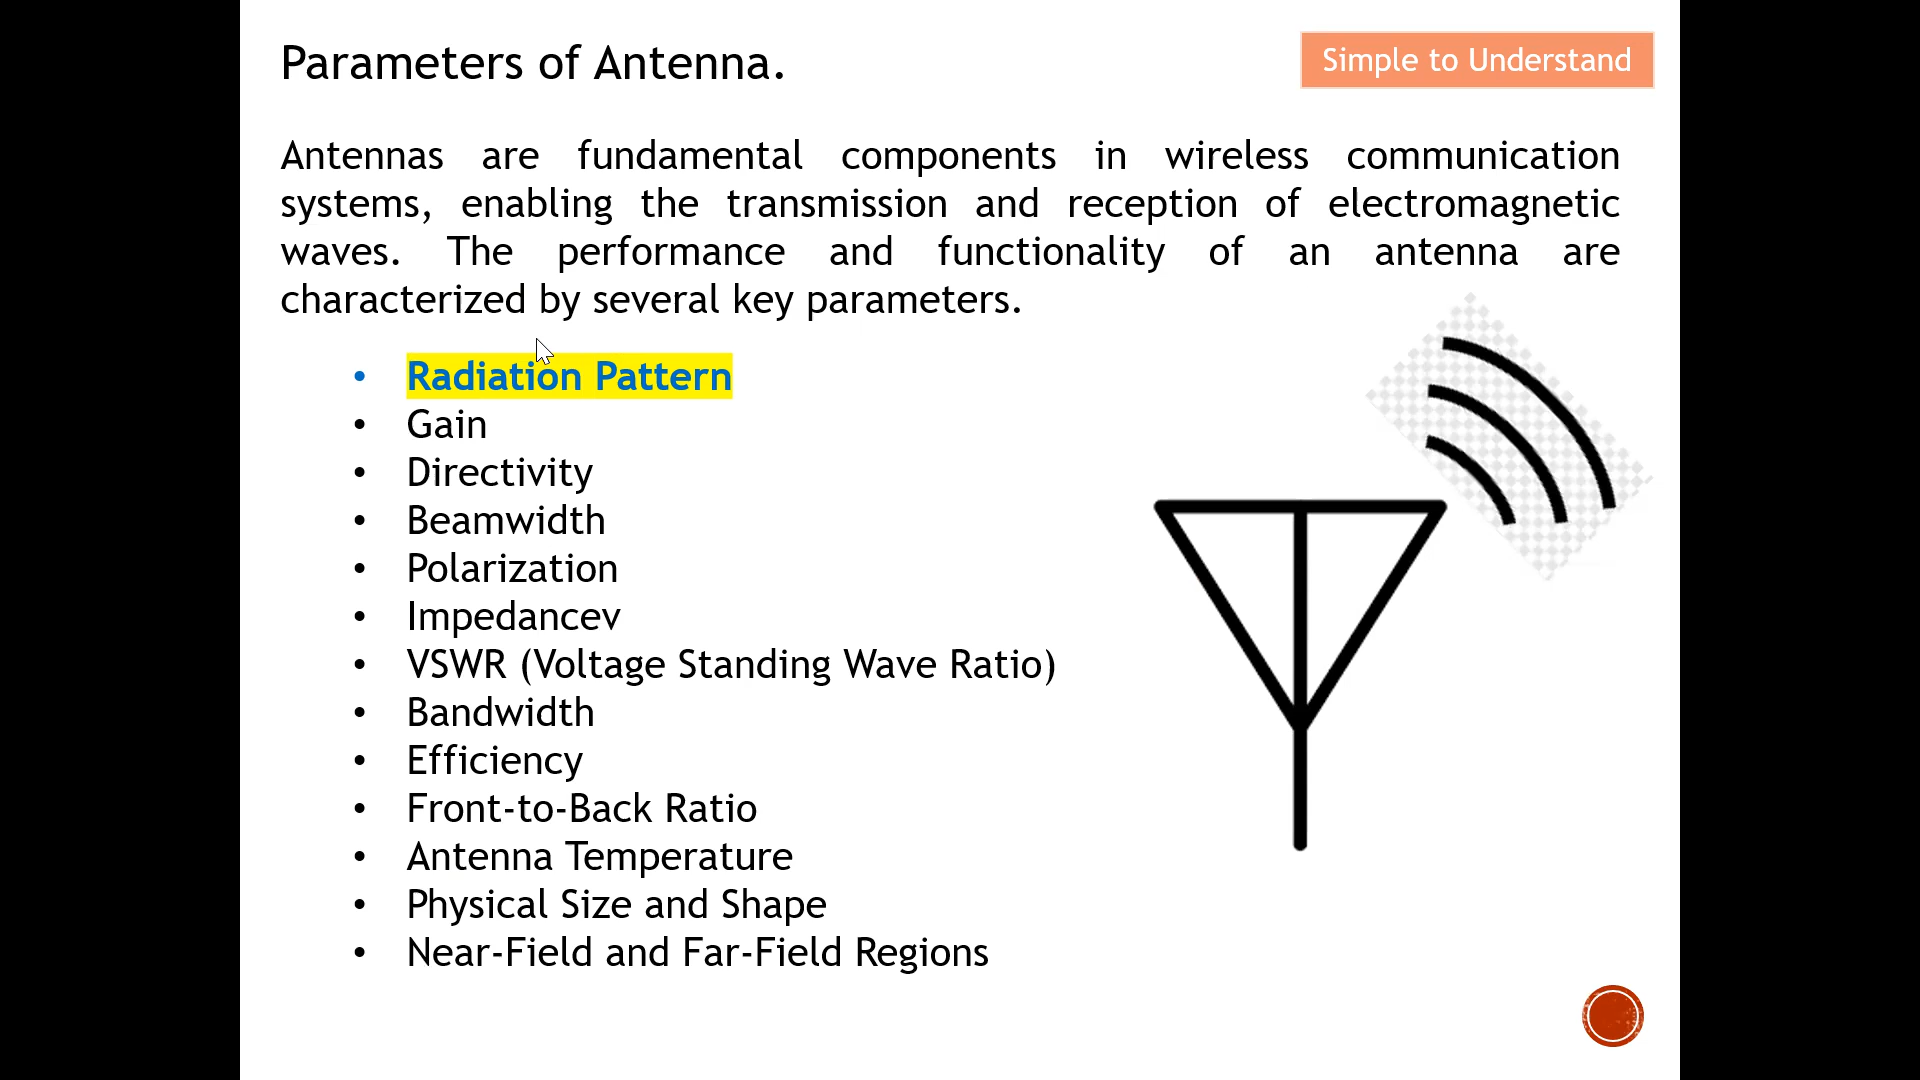 Parameters of Antenna.
Simple to Understand
Antennas are fundamental components in wireless communication
systems, enabling the transmission and reception of electromagnetic
waves. The performance and functionality of an antenna are
characterized by several key parameters.
• Radiation Pattern
• Gain
• Directivity
• Beamwidth
• Polarization
• Impedancev
• VSWR (Voltage Standing Wave Ratio)
• Bandwidth
• Efficiency
• Front-to-Back Ratio
• Antenna Temperature
• Physical Size and Shape
• Near-Field and Far-Field Regions